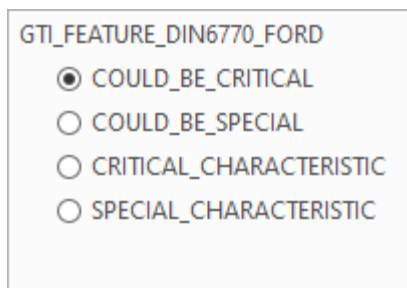 GTI_FEATURE_DIN6770_FORD
COULD_BE_CRITICAL
COULD_BE_SPECIAL
CRITICAL_CHARACTERISTIC
SPECIAL_CHARACTERISTIC